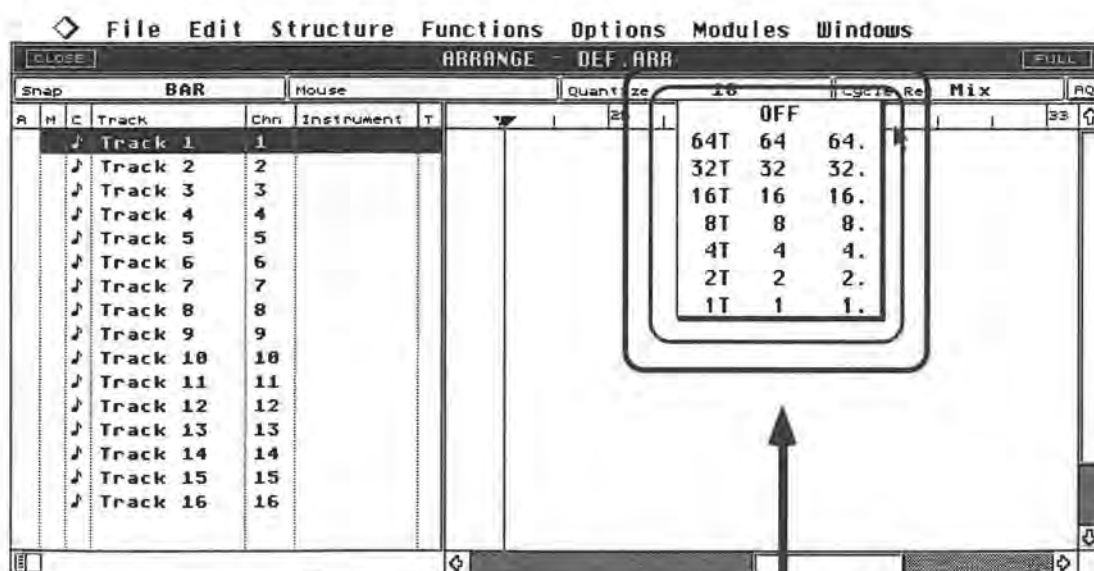 File Edit Structure Functions Options Modules Windows
CLOSE ARRANGE - DEF.ARR FULL
Snap BAR Mouse Quantize 16 Cycle Re Mix AQ
A M C Track Chn Instrument T 33
OFF
Track 1 1 64T 64 64.
Track 2 2 32T 32 32.
Track 3 3 16T 16 16.
Track 4 4 8T 8 8.
Track 5 5 4T 4 4.
Track 6 6 2T 2 2.
Track 7 7 1T 1 1.
Track 8 8
Track 9 9
Track 10 10
Track 11 11
Track 12 12
Track 13 13
Track 14 14
Track 15 15
Track 16 16